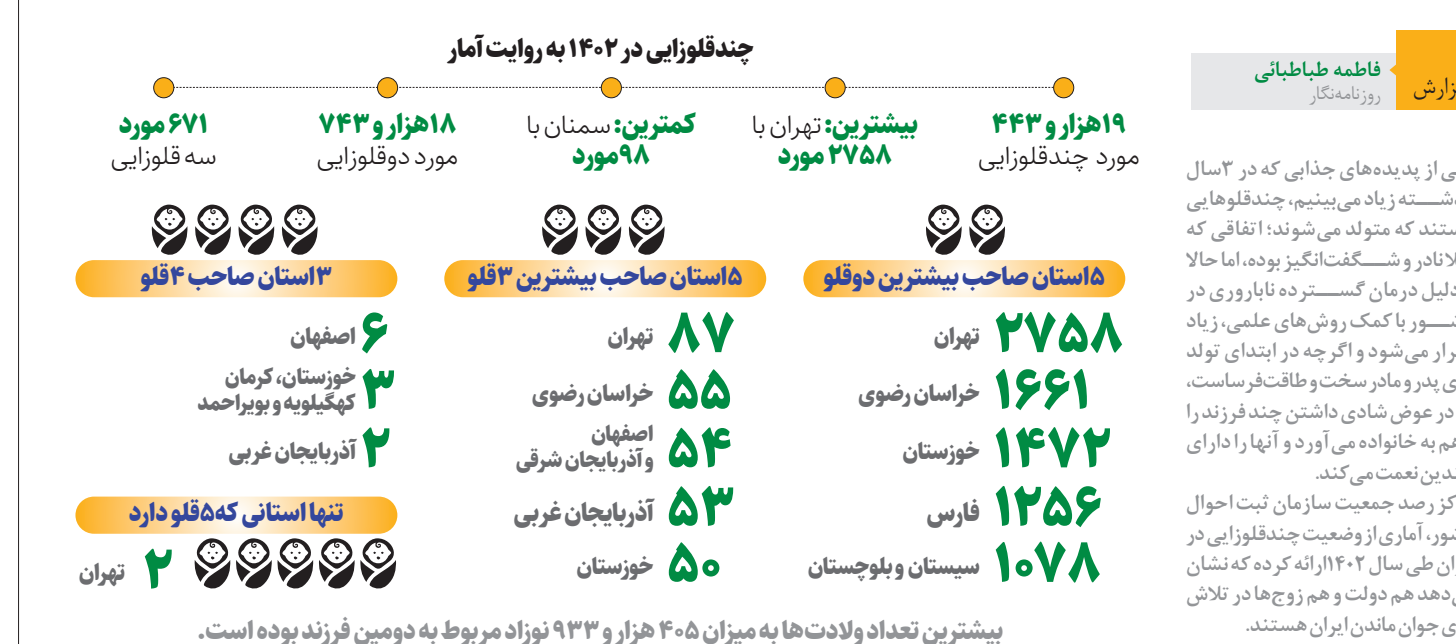 زارش
فاطمه طباطبائی
روزنامه‌نگار
ی از پدیده‌های جذابی که در ۳سال
شــته زیاد می‌بینیم، چندقلوهایی
ستند که متولد می‌شوند؛ اتفاقی که
لا نادر و شــگفت‌انگیز بوده، اما حالا
دلیل درمان گســترده ناباروری در
شــور با کمک روش‌های علمی، زیاد
رار می‌شود و اگرچه در ابتدای تولد
ی پدر و مادر سخت و طاقت‌فرساست،
در عوض شادی داشتن چند فرزند را
هم به خانواده می‌آورد و آنها را دارای
دین نعمت می‌کند.
کز رصد جمعیت سازمان ثبت احوال
شور، آماری از وضعیت چندقلوزایی در
ان طی سال ۱۴۰۲ارائه کرده که نشان
‌دهد هم دولت و هم زوج‌ها در تلاش
ی جوان ماندن ایران هستند.
چندقلوزایی در ۱۴۰۲ به روایت آمار
۱۹هزار و ۴۴۳
مورد چندقلوزایی
بیشترین: تهران با
۲۷۵۸ مورد
کمترین: سمنان با
۹۸مورد
۱۸هزار و ۷۴۳
مورد دوقلوزایی
۶۷۱ مورد
سه قلوزایی
۵استان صاحب بیشترین دوقلو
۲۷۵۸ تهران
۱۶۶۱ خراسان رضوی
۱۴۷۲ خوزستان
۱۲۵۶ فارس
۱۰۷۸ سیستان و بلوچستان
۵استان صاحب بیشترین ۳قلو
۸۷ تهران
۵۵ خراسان رضوی
۵۴ اصفهان
و آذربایجان شرقی
۵۳ آذربایجان غربی
۵۰ خوزستان
۳استان صاحب ۴قلو
۶ اصفهان
۳ خوزستان، کرمان
کهگیلویه و بویراحمد
۲ آذربایجان غربی
تنها استانی که۵قلو دارد
۲ تهران
بیشترین تعداد ولادت‌ها به میزان ۴۰۵ هزار و ۹۳۳ نوزاد مربوط به دومین فرزند بوده است.